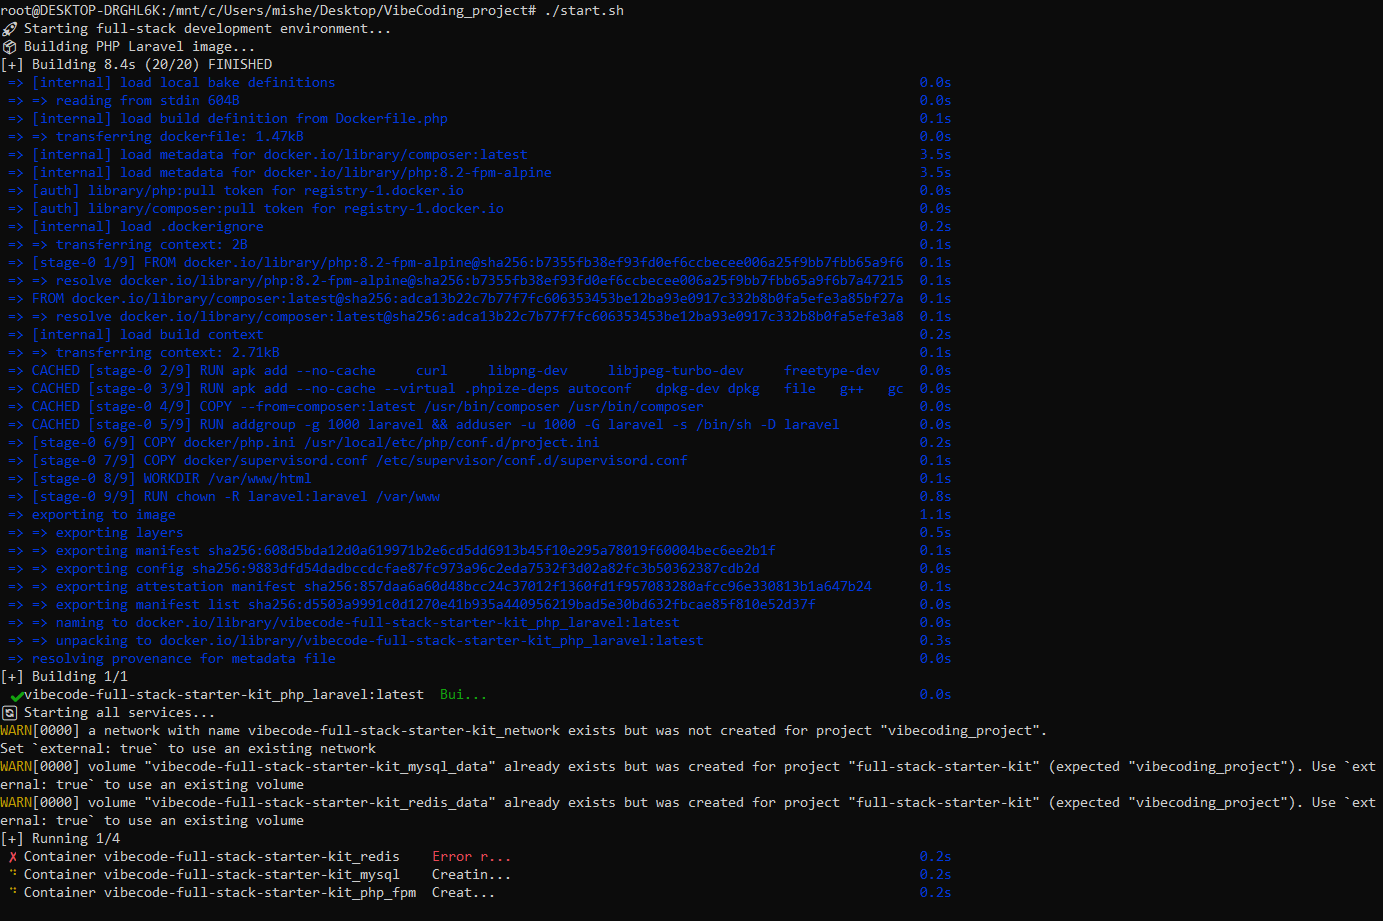 root@DESKTOP-DRGHL6K:/mnt/c/Users/mishe/Desktop/VibeCoding_project# ./start.sh
🚀 Starting full-stack development environment...
📦 Building PHP Laravel image...
[+] Building 8.4s (20/20) FINISHED
=> [internal] load local bake definitions 0.0s
=> => reading from stdin 604B 0.0s
=> [internal] load build definition from Dockerfile.php 0.1s
=> => transferring dockerfile: 1.47kB 0.0s
=> [internal] load metadata for docker.io/library/composer:latest 3.5s
=> [internal] load metadata for docker.io/library/php:8.2-fpm-alpine 3.5s
=> [auth] library/php:pull token for registry-1.docker.io 0.0s
=> [auth] library/composer:pull token for registry-1.docker.io 0.0s
=> [internal] load .dockerignore 0.2s
=> => transferring context: 2B 0.1s
=> [stage-0 1/9] FROM docker.io/library/php:8.2-fpm-alpine@sha256:b7355fb38ef93fd0ef6ccbecee006a25f9bb7fbb65a9f6 0.1s
=> => resolve docker.io/library/php:8.2-fpm-alpine@sha256:b7355fb38ef93fd0ef6ccbecee006a25f9bb7fbb65a9f6b7a47215 0.1s
=> FROM docker.io/library/composer:latest@sha256:adca13b22c7b77f7fc606353453be12ba93e0917c332b8b0fa5efe3a85bf27a 0.1s
=> => resolve docker.io/library/composer:latest@sha256:adca13b22c7b77f7fc606353453be12ba93e0917c332b8b0fa5efe3a8 0.1s
=> [internal] load build context 0.2s
=> => transferring context: 2.71kB 0.1s
=> CACHED [stage-0 2/9] RUN apk add --no-cache curl libpng-dev libjpeg-turbo-dev freetype-dev 0.0s
=> CACHED [stage-0 3/9] RUN apk add --no-cache --virtual .phpize-deps autoconf dpkg-dev dpkg file g++ gc 0.0s
=> CACHED [stage-0 4/9] COPY --from=composer:latest /usr/bin/composer /usr/bin/composer 0.0s
=> CACHED [stage-0 5/9] RUN addgroup -g 1000 laravel && adduser -u 1000 -G laravel -s /bin/sh -D laravel 0.0s
=> [stage-0 6/9] COPY docker/php.ini /usr/local/etc/php/conf.d/project.ini 0.2s
=> [stage-0 7/9] COPY docker/supervisord.conf /etc/supervisor/conf.d/supervisord.conf 0.1s
=> [stage-0 8/9] WORKDIR /var/www/html 0.1s
=> [stage-0 9/9] RUN chown -R laravel:laravel /var/www 0.8s
=> exporting to image 1.1s
=> => exporting layers 0.5s
=> => exporting manifest sha256:608d5bda12d0a619971b2e6cd5dd6913b45f10e295a78019f60004bec6ee2b1f 0.1s
=> => exporting config sha256:9883dfd54dadbccdcfae87fc973a96c2eda7532f3d02a82fc3b50362387cdb2d 0.0s
=> => exporting attestation manifest sha256:857daa6a60d48bcc24c37012f1360fd1f957083280afcc96e330813b1a647b24 0.1s
=> => exporting manifest list sha256:d5503a9991c0d1270e41b935a440956219bad5e30bd632fbcae85f810e52d37f 0.0s
=> => naming to docker.io/library/vibecode-full-stack-starter-kit_php_laravel:latest 0.0s
=> => unpacking to docker.io/library/vibecode-full-stack-starter-kit_php_laravel:latest 0.3s
=> resolving provenance for metadata file 0.0s
[+] Building 1/1
✔vibecode-full-stack-starter-kit_php_laravel:latest Bui... 0.0s
🔄 Starting all services...
WARN[0000] a network with name vibecode-full-stack-starter-kit_network exists but was not created for project "vibecoding_project".
Set `external: true` to use an existing network
WARN[0000] volume "vibecode-full-stack-starter-kit_mysql_data" already exists but was created for project "full-stack-starter-kit" (expected "vibecoding_project"). Use `ext
ernal: true` to use an existing volume
WARN[0000] volume "vibecode-full-stack-starter-kit_redis_data" already exists but was created for project "full-stack-starter-kit" (expected "vibecoding_project"). Use `ext
ernal: true` to use an existing volume
[+] Running 1/4
✗ Container vibecode-full-stack-starter-kit_redis Error r... 0.2s
⠙ Container vibecode-full-stack-starter-kit_mysql Creatin... 0.2s
⠙ Container vibecode-full-stack-starter-kit_php_fpm Creat... 0.2s